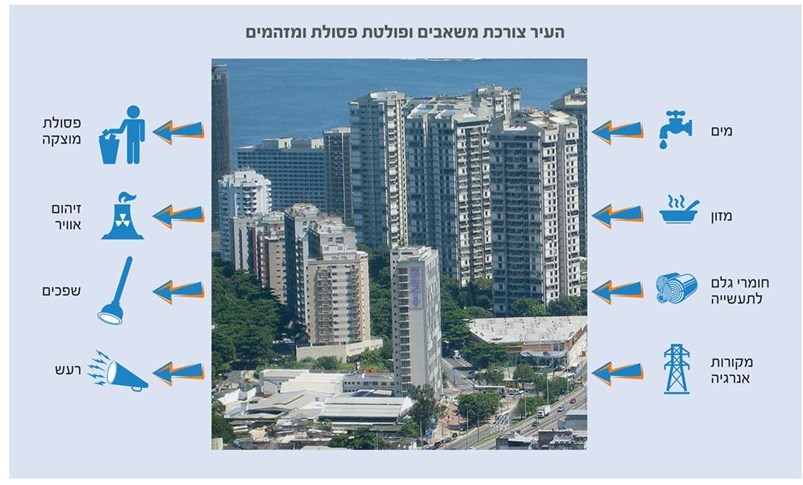 העיר צורכת משאבים ופולטת פסולת ומזהמים
מים
מזון
חומרי גלם
לתעשייה
מקורות
אנרגיה
פסולת
מוצקה
זיהום
אוויר
שפכים
רעש